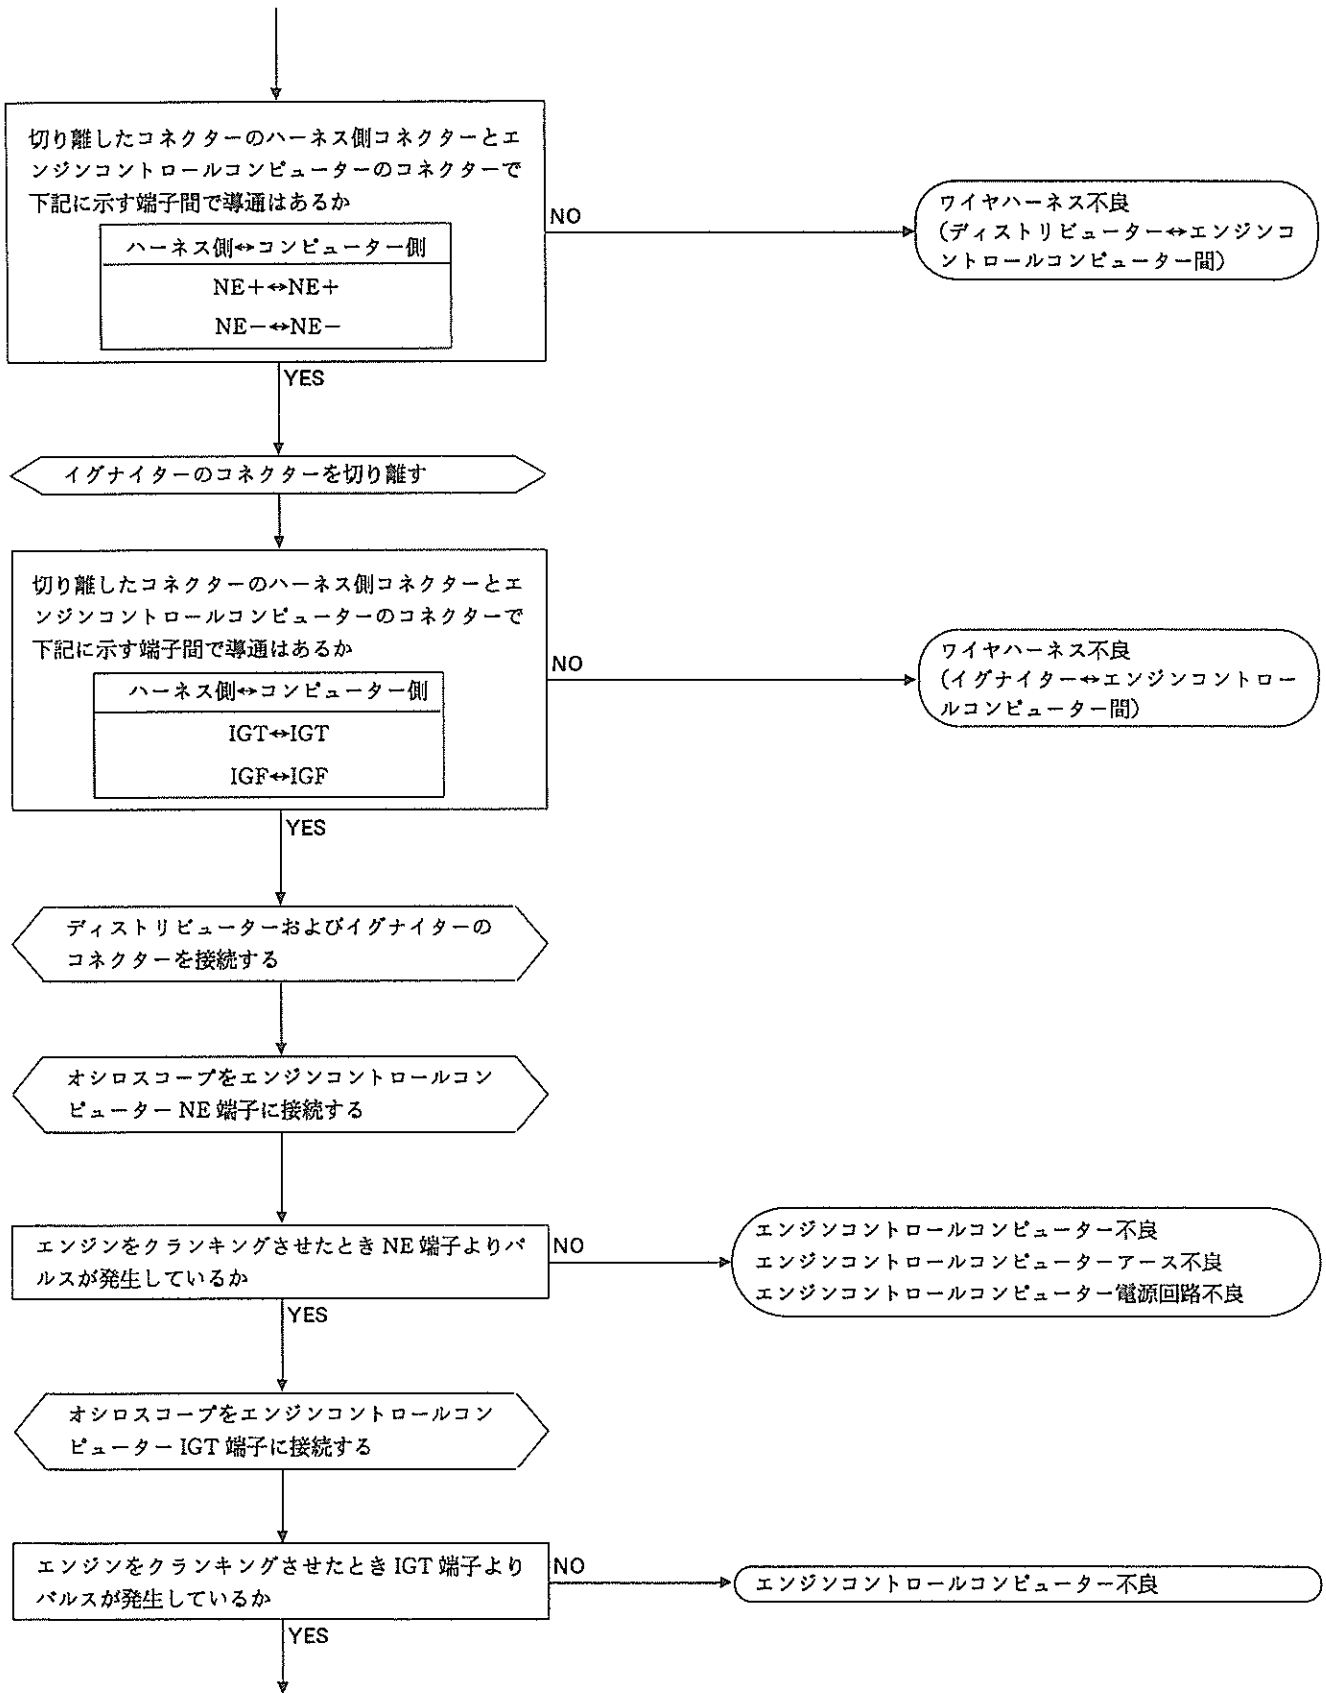 切り離したコネクターのハーネス側コネクターとエ
ンジンコントロールコンピューターのコネクターで
下記に示す端子間で導通はあるか
ハーネス側↔コンピューター側
NE+↔NE+
NE−↔NE−
NO
ワイヤハーネス不良
(ディストリビューター↔エンジンコ
ントロールコンピューター間)
YES
イグナイターのコネクターを切り離す
切り離したコネクターのハーネス側コネクターとエ
ンジンコントロールコンピューターのコネクターで
下記に示す端子間で導通はあるか
ハーネス側↔コンピューター側
IGT↔IGT
IGF↔IGF
NO
ワイヤハーネス不良
(イグナイター↔エンジンコントロー
ルコンピューター間)
YES
ディストリビューターおよびイグナイターの
コネクターを接続する
オシロスコープをエンジンコントロールコン
ピューター NE 端子に接続する
エンジンをクランキングさせたとき NE 端子よりパ
ルスが発生しているか
NO
エンジンコントロールコンピューター不良
エンジンコントロールコンピューターアース不良
エンジンコントロールコンピューター電源回路不良
YES
オシロスコープをエンジンコントロールコン
ピューター IGT 端子に接続する
エンジンをクランキングさせたとき IGT 端子より
パルスが発生しているか
NO
エンジンコントロールコンピューター不良
YES